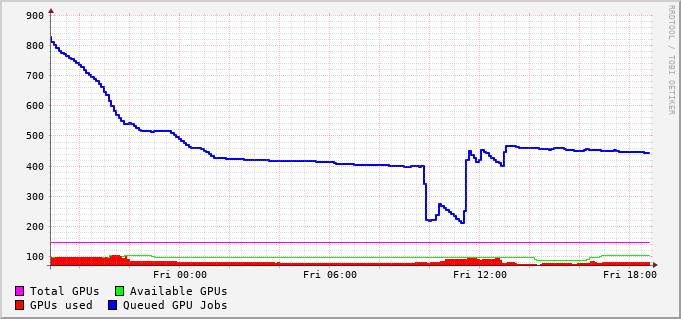 900
800
700
600
500
400
300
200
100
Fri 00:00 Fri 06:00 Fri 12:00 Fri 18:00
Total GPUs Available GPUs
GPUs used Queued GPU Jobs
RRDTOOL / TOBI OETIKER